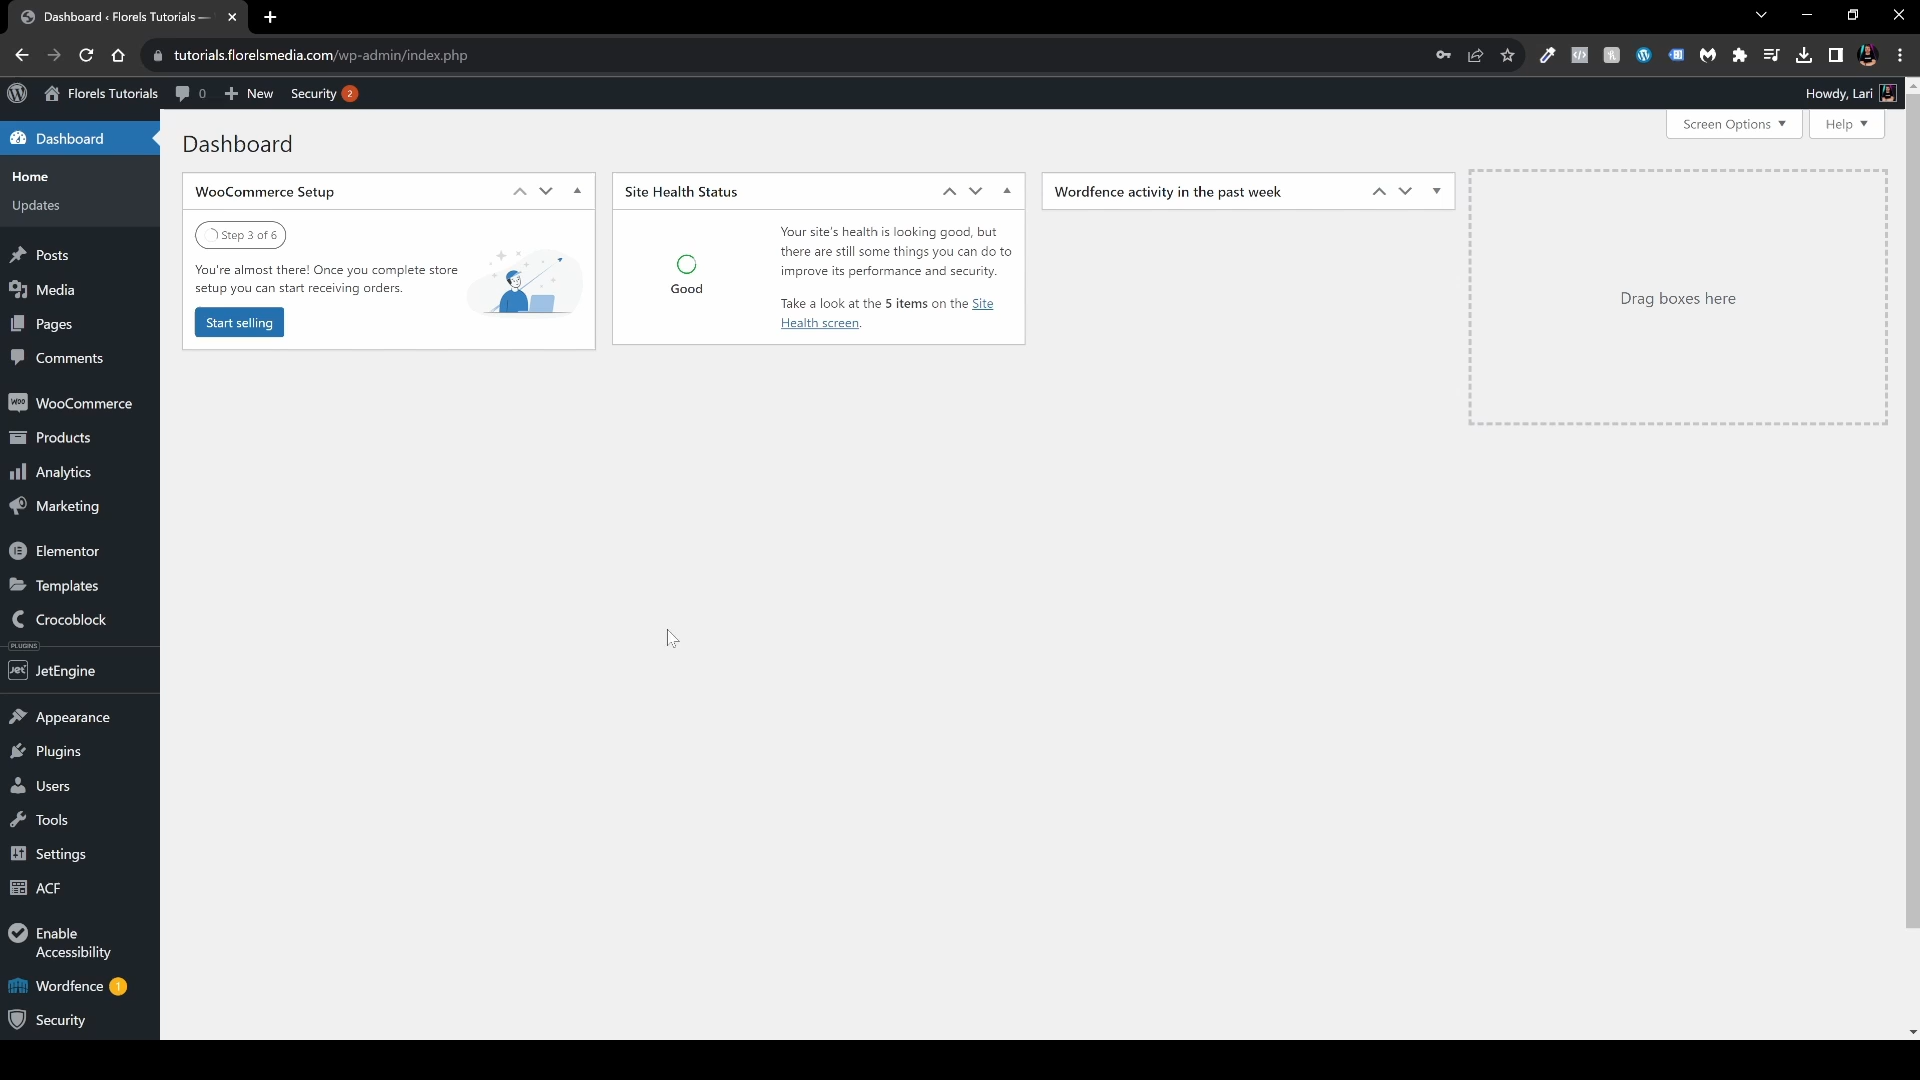 Dashboard ‹ Florels Tutorials —
tutorials.florelsmedia.com/wp-admin/index.php
Florels Tutorials 0 New Security 2
Howdy, Lari
Dashboard
Home
Updates
Posts
Media
Pages
Comments
WOO WooCommerce
Products
Analytics
Marketing
Elementor
Templates
Crocoblock
PLUGINS
Jet JetEngine
Appearance
Plugins
Users
Tools
Settings
ACF
Enable
Accessibility
Wordfence 1
Security
Screen Options Help
Dashboard
WooCommerce Setup
Step 3 of 6
You're almost there! Once you complete store
setup you can start receiving orders.
Start selling
Site Health Status
Good
Your site's health is looking good, but
there are still some things you can do to
improve its performance and security.
Take a look at the 5 items on the Site
Health screen.
Wordfence activity in the past week
Drag boxes here